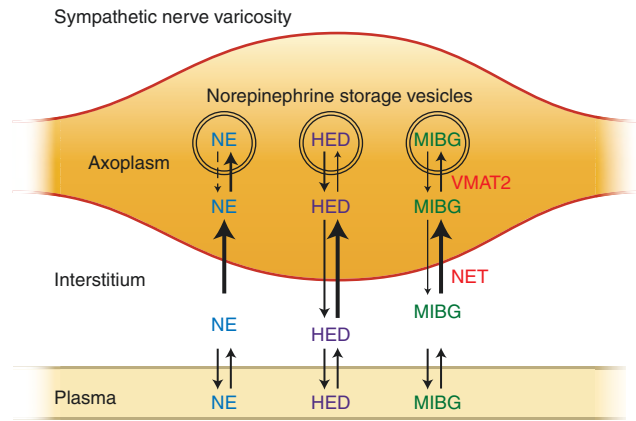 Sympathetic nerve varicosity
Norepinephrine storage vesicles
NE HED MIBG
Axoplasm
VMAT2
NE HED MIBG
Interstitium
NET
MIBG
NE HED
Plasma
NE HED MIBG